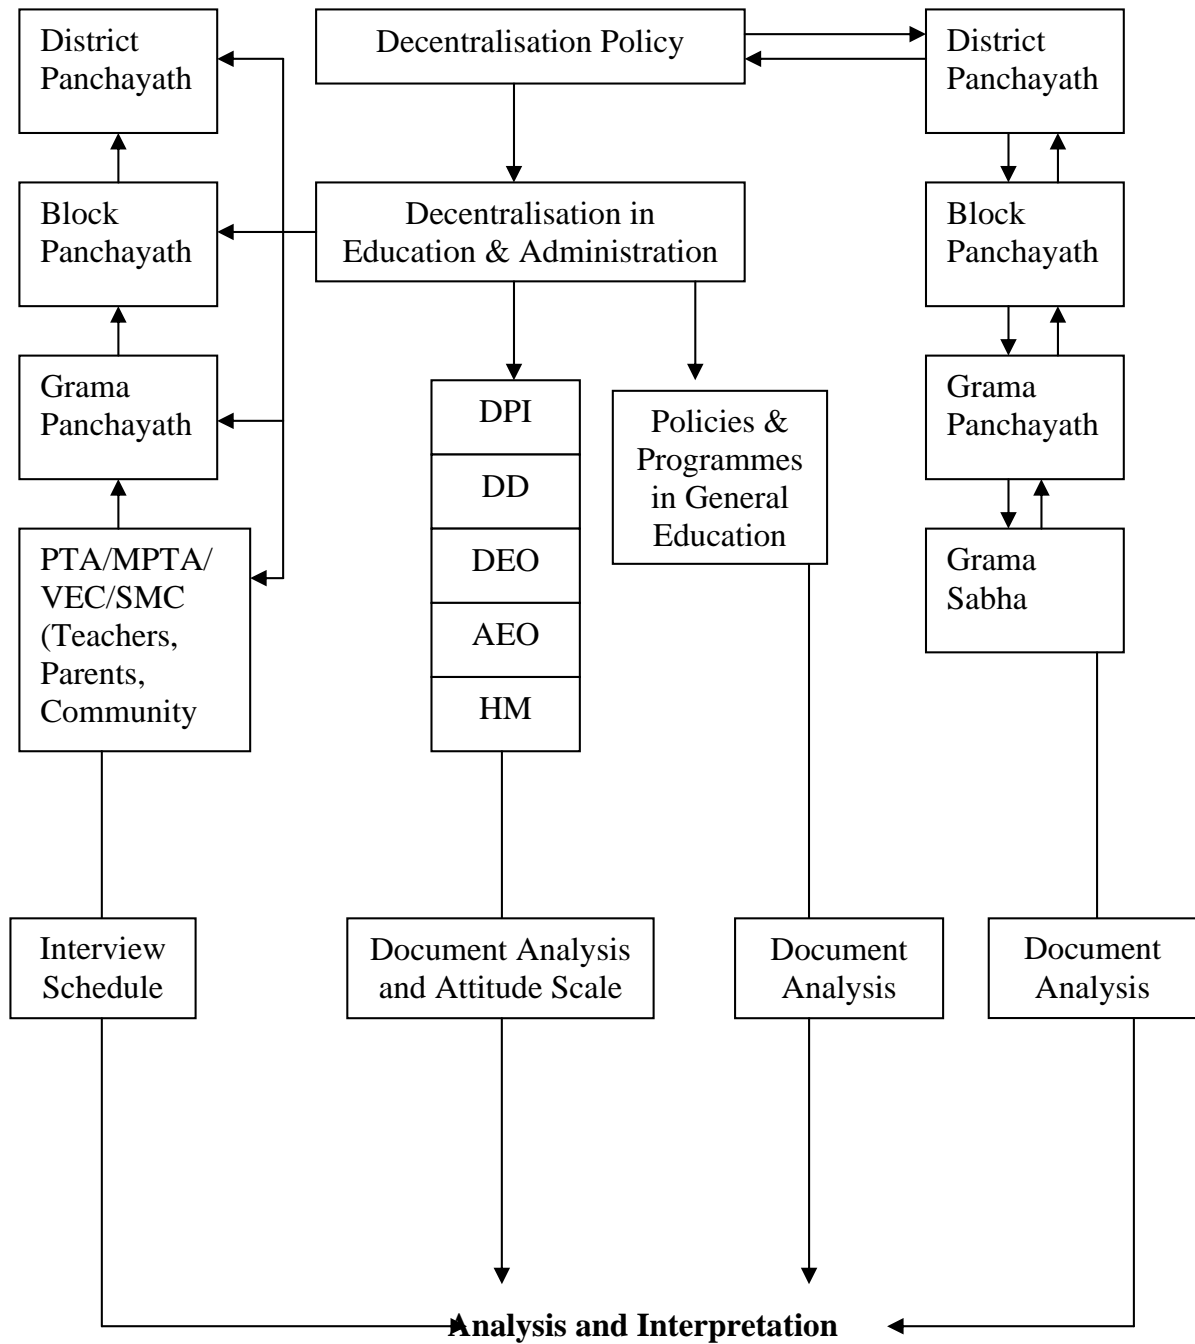 District
Panchayath
Decentralisation Policy
District
Panchayath
Block
Panchayath
Decentralisation in
Education & Administration
Block
Panchayath
Grama
Panchayath
DPI
DD
DEO
AEO
HM
Policies &
Programmes
in General
Education
Grama
Panchayath
PTA/MPTA/
VEC/SMC
(Teachers,
Parents,
Community
Grama
Sabha
Interview
Schedule
Document Analysis
and Attitude Scale
Document
Analysis
Document
Analysis
Analysis and Interpretation